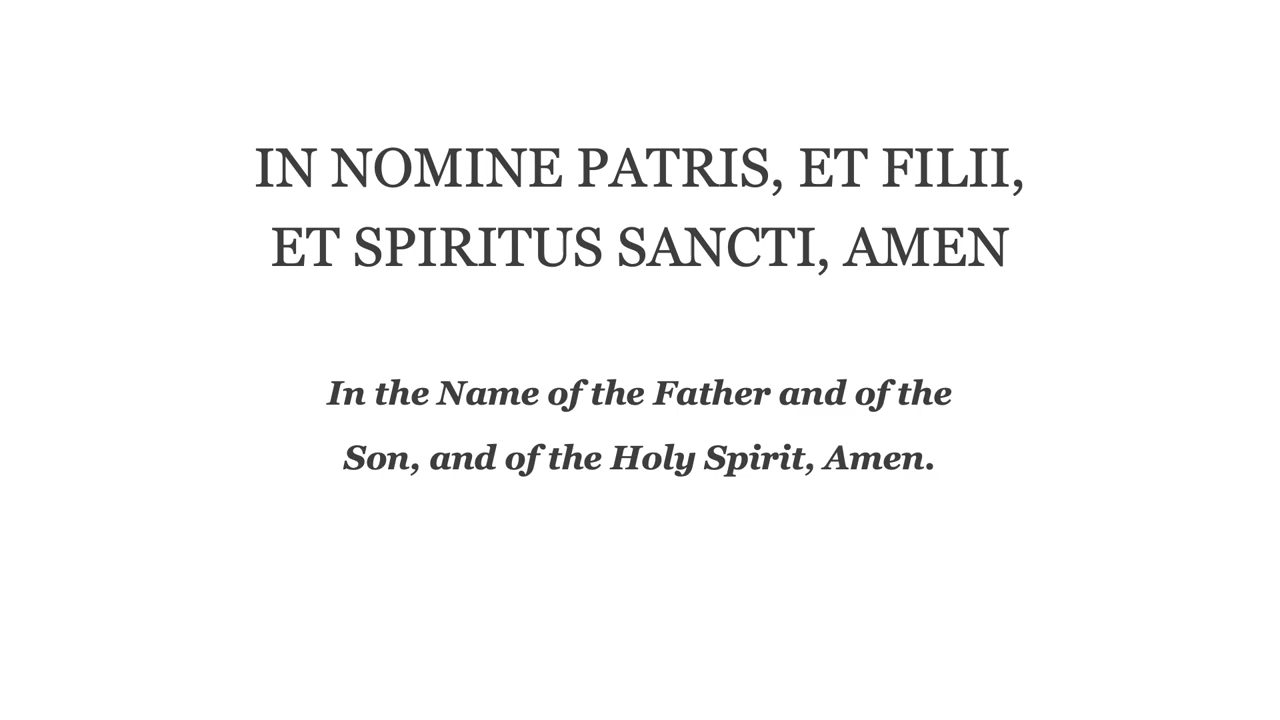 IN NOMINE PATRIS, ET FILII,
ET SPIRITUS SANCTI, AMEN
In the Name of the Father and of the
Son, and of the Holy Spirit, Amen.